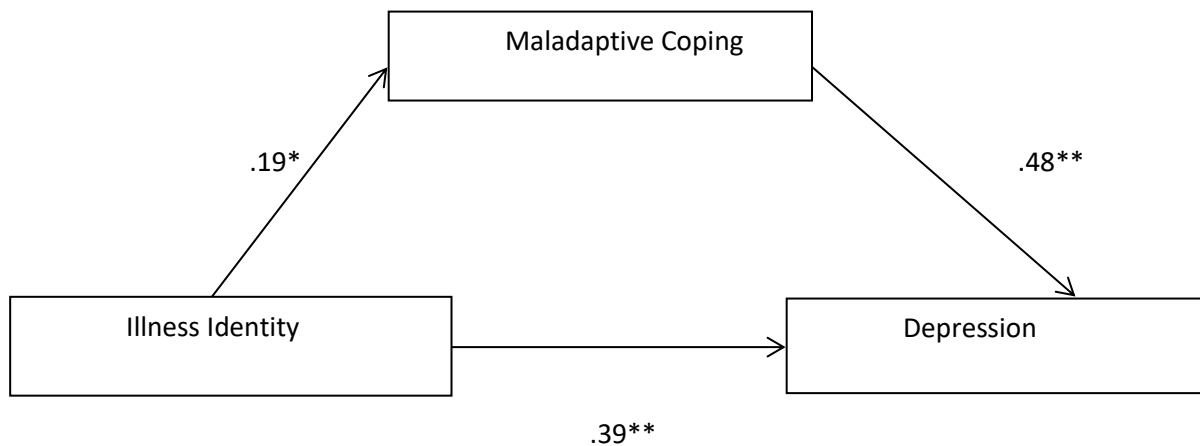 Maladaptive Coping
.19*
.48**
Illness Identity
Depression
.39**